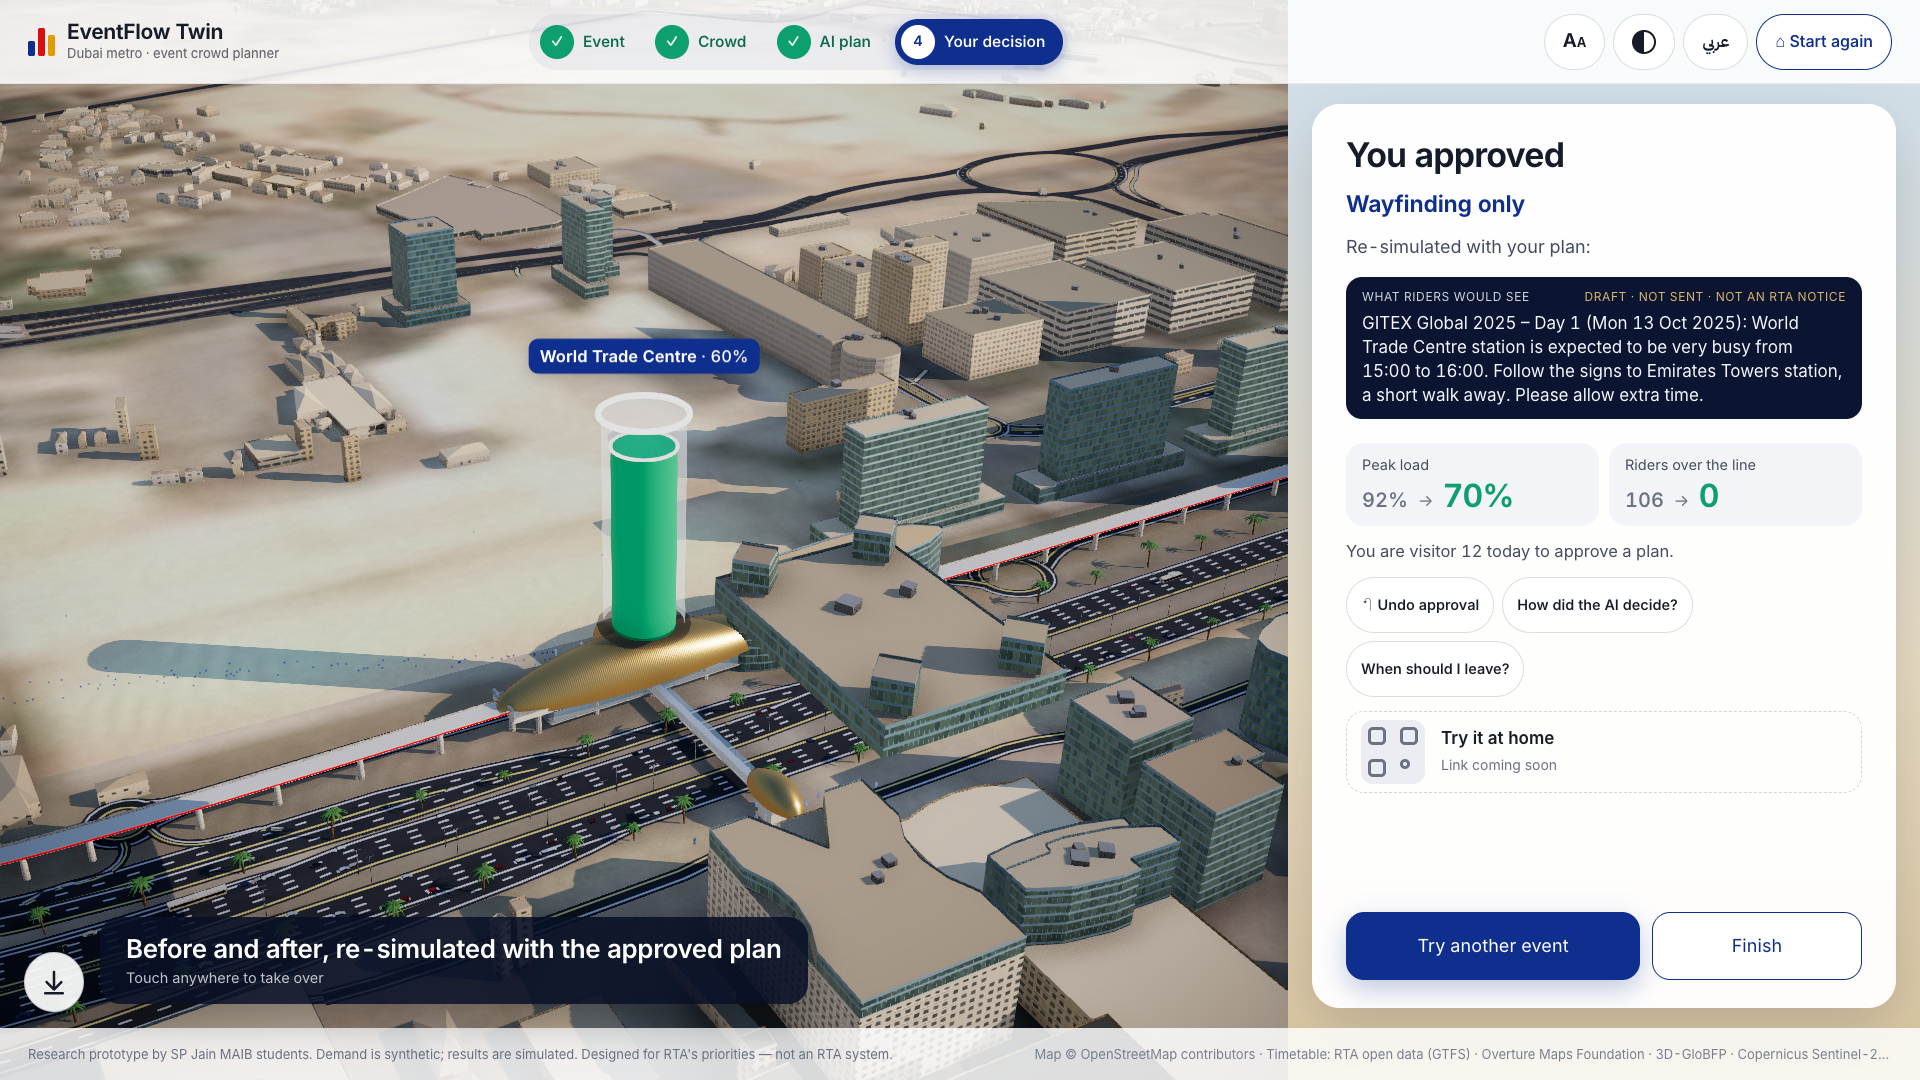 EventFlow Twin
Dubai metro · event crowd planner
Event
Crowd
AI plan
4 Your decision
AA
عربي
Start again
World Trade Centre · 60%
Before and after, re-simulated with the approved plan
Touch anywhere to take over
You approved
Wayfinding only
Re-simulated with your plan:
WHAT RIDERS WOULD SEE
DRAFT · NOT SENT · NOT AN RTA NOTICE
GITEX Global 2025 – Day 1 (Mon 13 Oct 2025): World
Trade Centre station is expected to be very busy from
15:00 to 16:00. Follow the signs to Emirates Towers station,
a short walk away. Please allow extra time.
Peak load
92% → 70%
Riders over the line
106 → 0
You are visitor 12 today to approve a plan.
Undo approval
How did the AI decide?
When should I leave?
Try it at home
Link coming soon
Try another event
Finish
Research prototype by SP Jain MAIB students. Demand is synthetic; results are simulated. Designed for RTA's priorities — not an RTA system.
Map © OpenStreetMap contributors · Timetable: RTA open data (GTFS) · Overture Maps Foundation · 3D-GloBFP · Copernicus Sentinel-2...